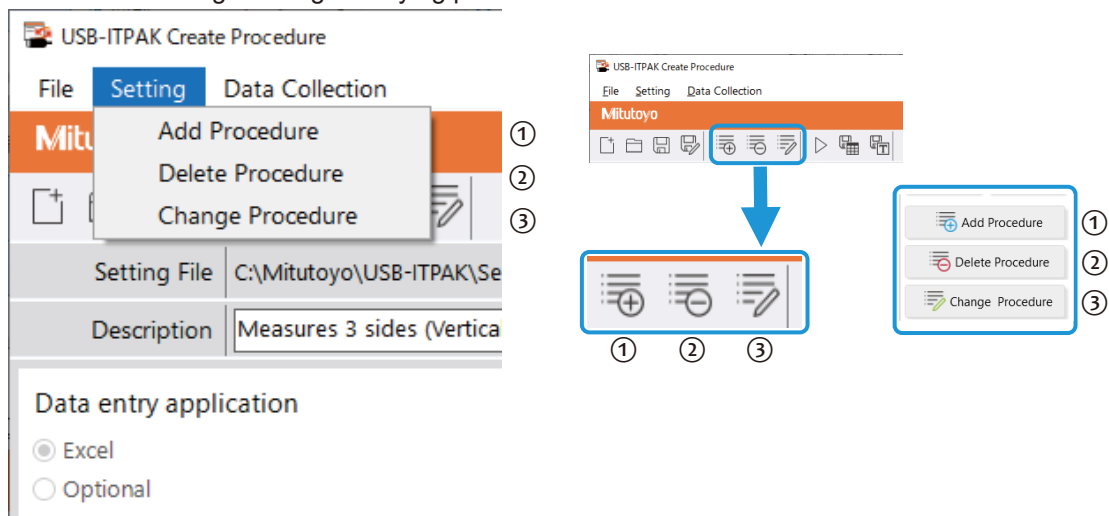 USB-ITPAK Create Procedure
File Setting Data Collection
Mitu
Add Procedure ①
Delete Procedure ②
Change Procedure ③
Setting File C:\Mitutoyo\USB-ITPAK\Se
Description Measures 3 sides (Vertical
Data entry application
Excel
Optional
USB-ITPAK Create Procedure
File Setting Data Collection
Mitutoyo
① ② ③
Add Procedure ①
Delete Procedure ②
Change Procedure ③